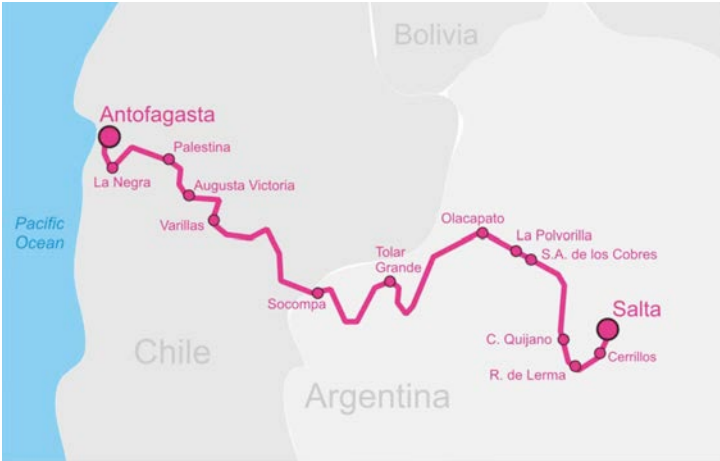 Bolivia
Antofagasta
Palestina
La Negra
Augusta Victoria
Varillas
Pacific
Ocean
Olacapato
La Polvorilla
S.A. de los Cobres
Tolar
Grande
Socompa
Salta
C. Quijano
Cerrillos
R. de Lerma
Chile
Argentina